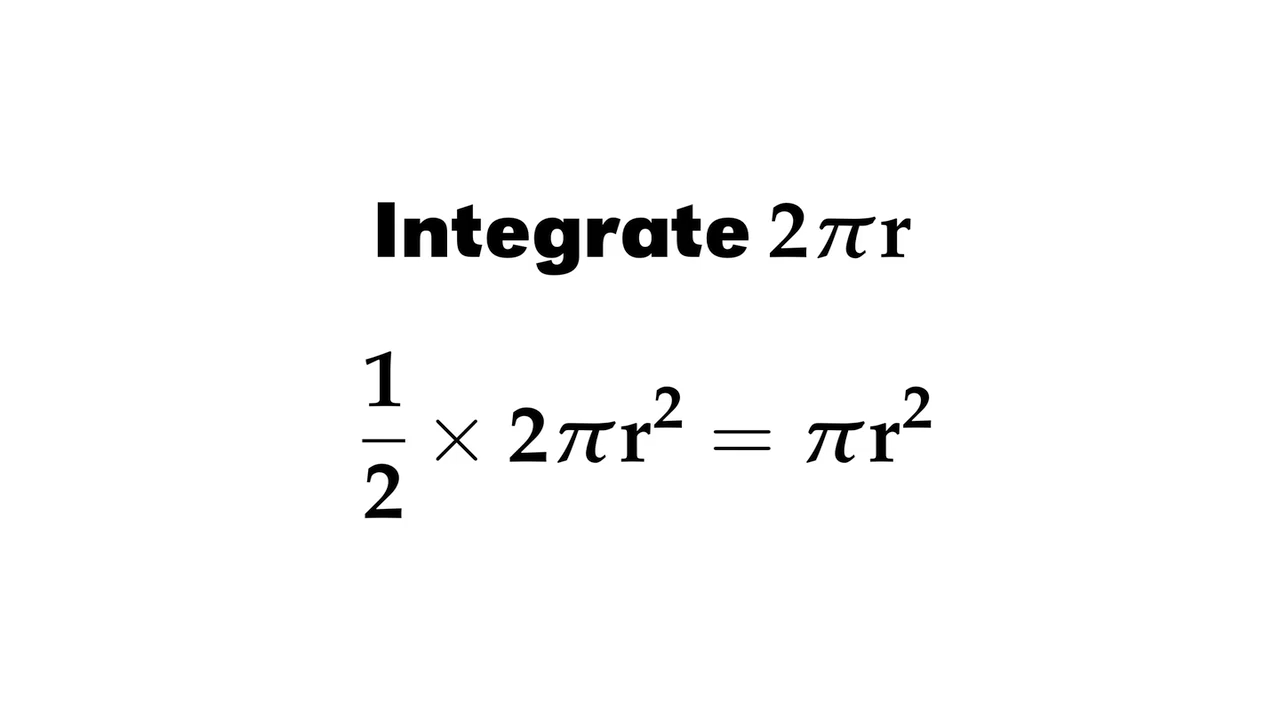 Integrate 2πr
1/2 × 2πr² = πr²